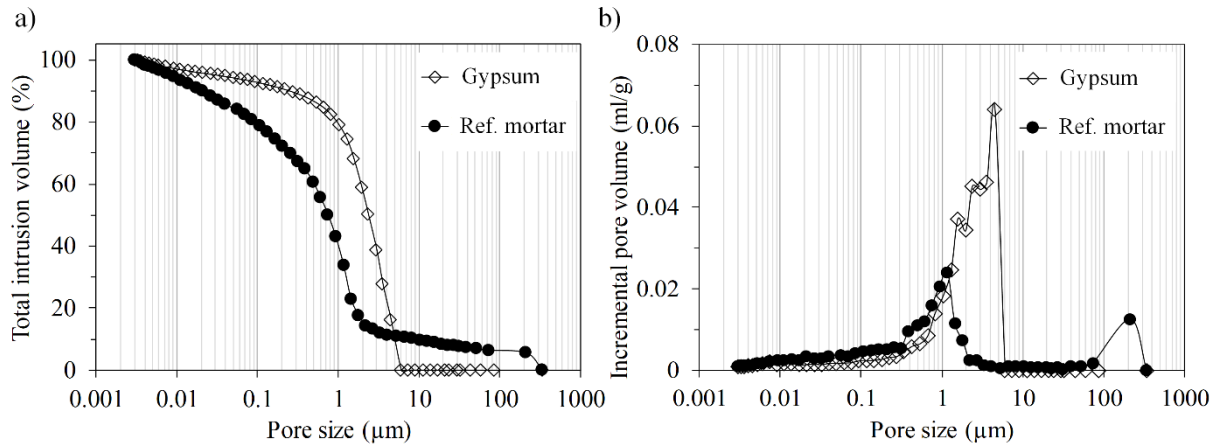 a)
Total intrusion volume (%)
100
80
60
40
20
0
0.001 0.01 0.1 1 10 100 1000
Pore size (µm)
Gypsum
Ref. mortar
b)
Incremental pore volume (ml/g)
0.08
0.06
0.04
0.02
0
0.001 0.01 0.1 1 10 100 1000
Pore size (µm)
Gypsum
Ref. mortar